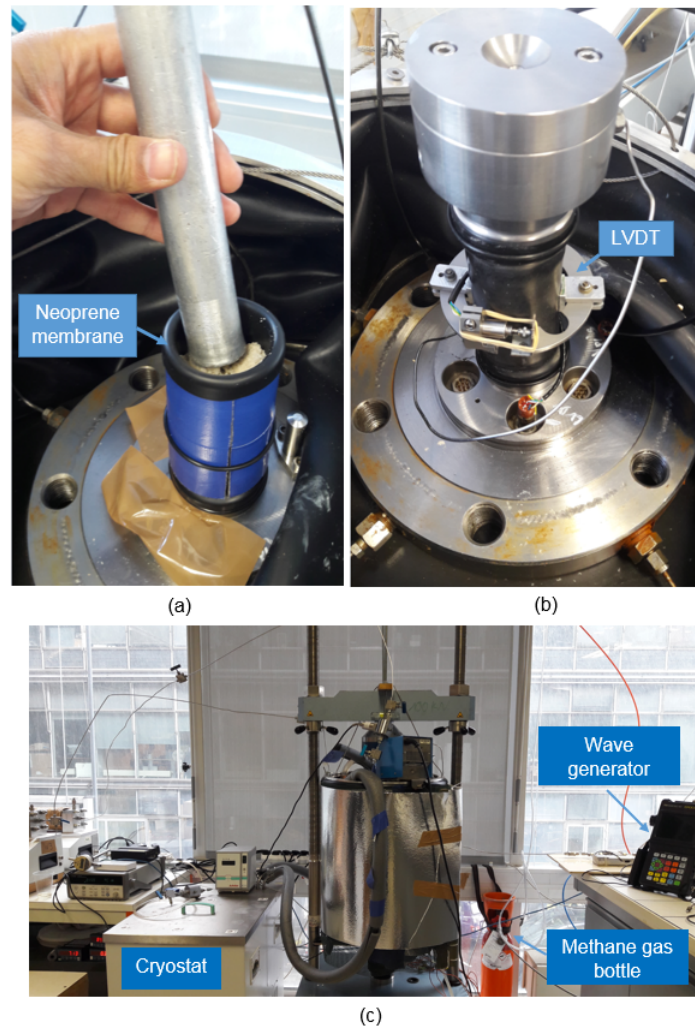 Neoprene
membrane
LVDT
(a)
(b)
Wave
generator
Cryostat
Methane gas
bottle
(c)